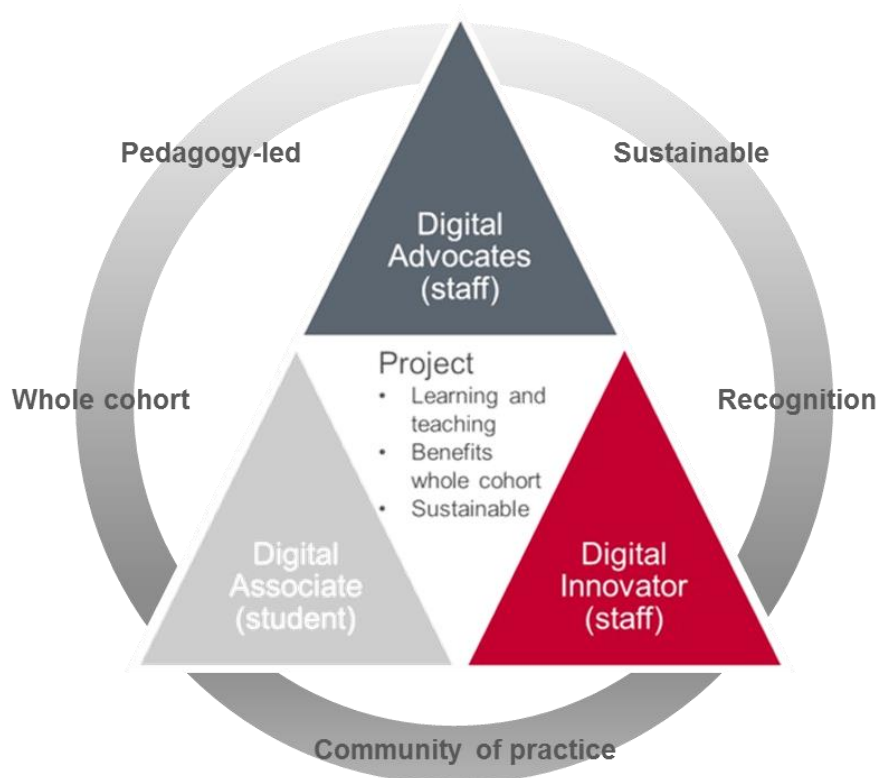 Pedagogy-led
Sustainable
Digital
Advocates
(staff)
Whole cohort
Project
• Learning and
teaching
• Benefits
whole cohort
• Sustainable
Recognition
Digital
Associate
(student)
Digital
Innovator
(staff)
Community of practice